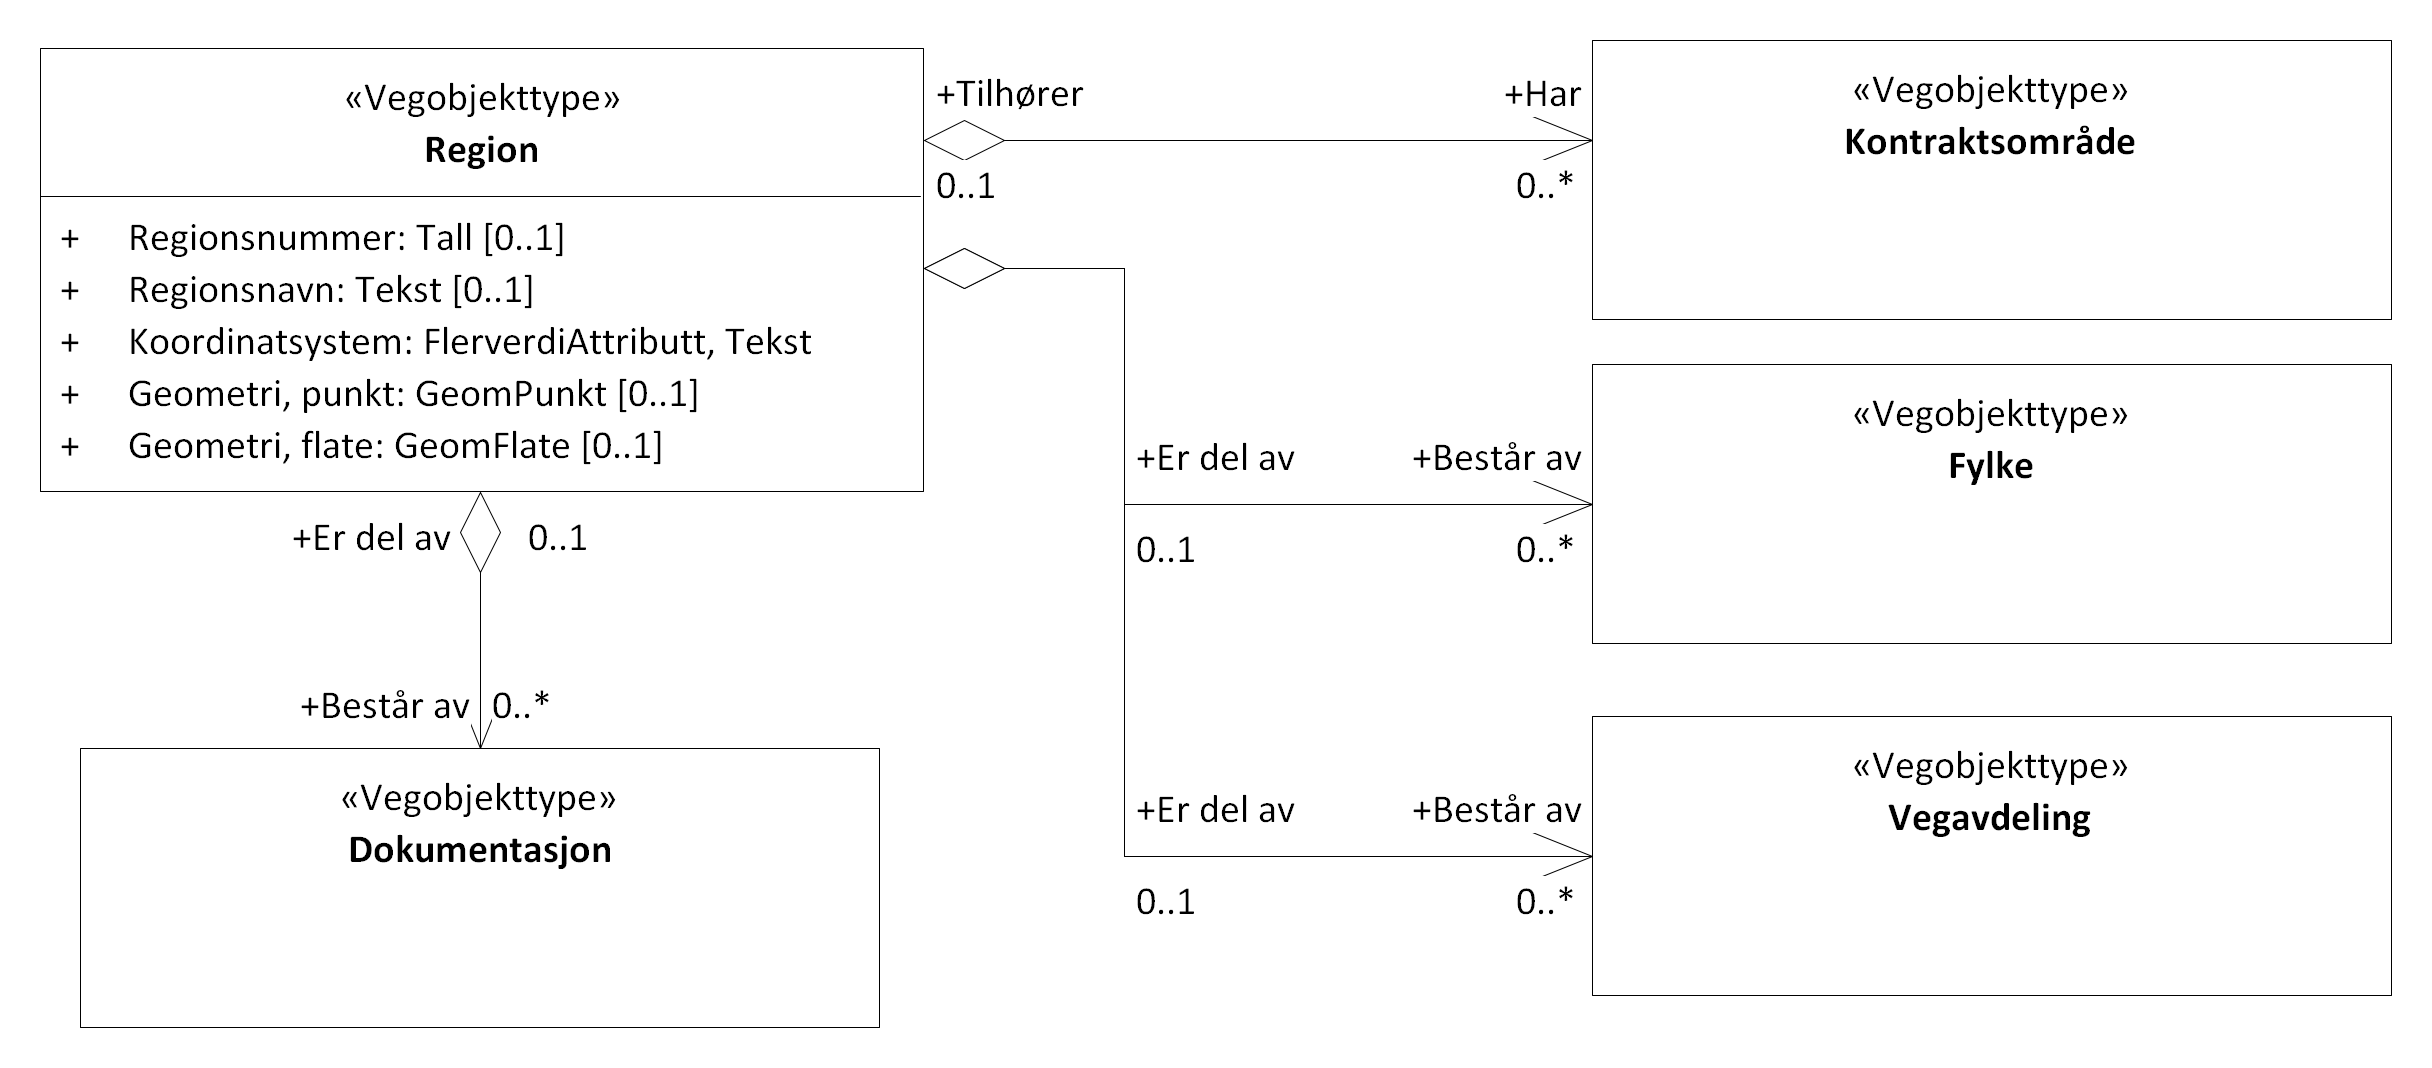 «Vegobjekttype»
Region
+ Regionsnummer: Tall [0..1]
+ Regionsnavn: Tekst [0..1]
+ Koordinatsystem: FlerverdiAttributt, Tekst
+ Geometri, punkt: GeomPunkt [0..1]
+ Geometri, flate: GeomFlate [0..1]
+Tilhører
+Har
0..1
0..*
«Vegobjekttype»
Kontraktsområde
+Er del av
+Består av
0..1
0..*
«Vegobjekttype»
Fylke
+Er del av
0..1
+Består av
0..*
«Vegobjekttype»
Dokumentasjon
+Er del av
+Består av
0..1
0..*
«Vegobjekttype»
Vegavdeling